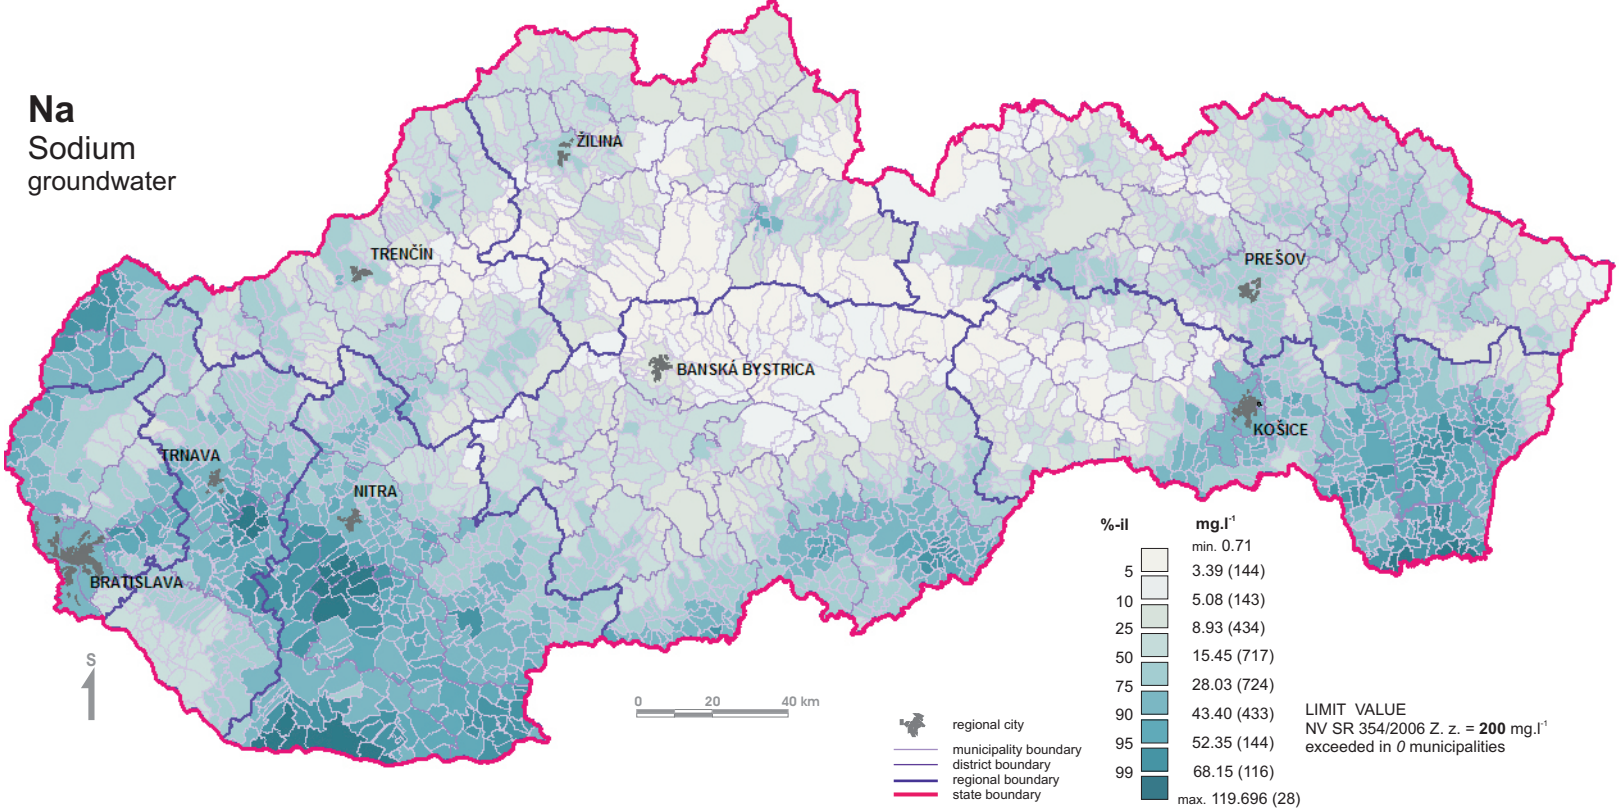 Na
Sodium
groundwater
ŽILINA
TRENČÍN
PREŠOV
BANSKÁ BYSTRICA
KOŠICE
TRNAVA
NITRA
BRATISLAVA
S
0 20 40 km
regional city
municipality boundary
district boundary
regional boundary
state boundary
%-il mg.l-1
min. 0.71
5 3.39 (144)
10 5.08 (143)
25 8.93 (434)
50 15.45 (717)
75 28.03 (724)
90 43.40 (433)
95 52.35 (144)
99 68.15 (116)
max. 119.696 (28)
LIMIT VALUE
NV SR 354/2006 Z. z. = 200 mg.l-1
exceeded in 0 municipalities